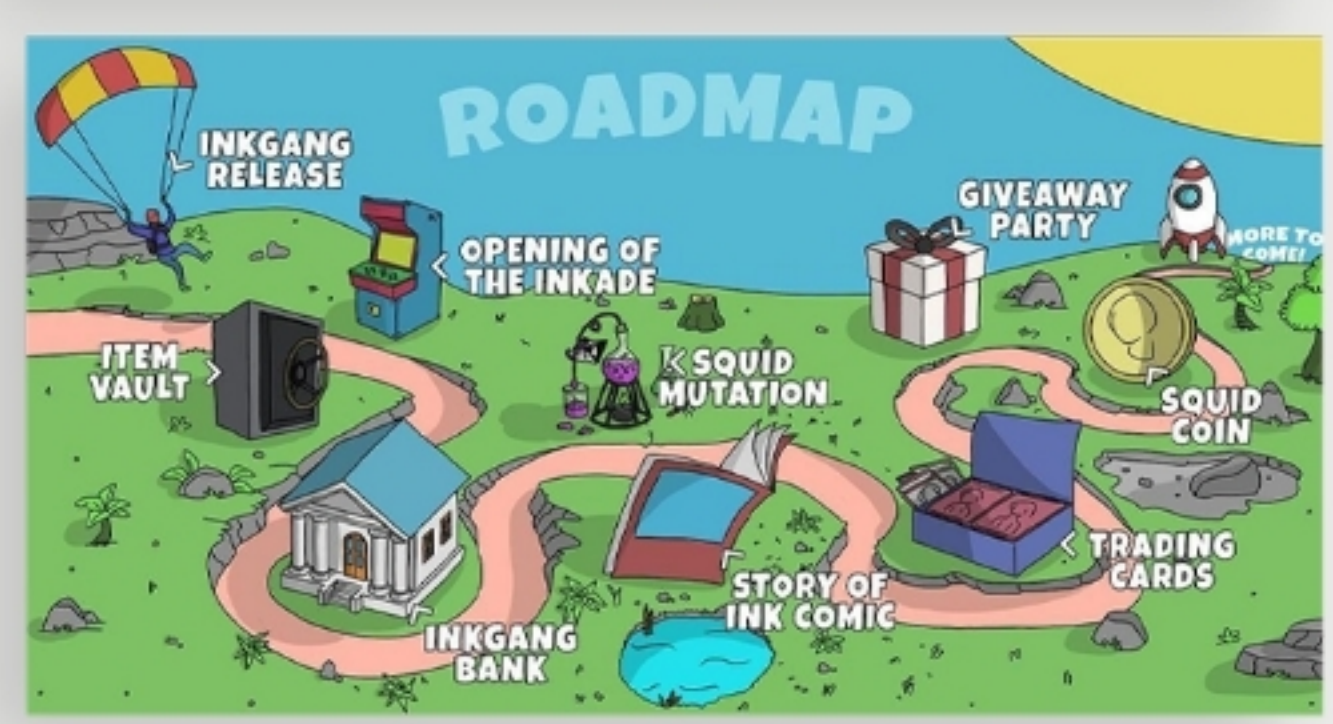 ROADMAP
INKGANG
RELEASE
OPENING OF
THE INKADE
GIVEAWAY
PARTY
MORE TO
COME!
ITEM
VAULT
SQUID
MUTATION
SQUID
COIN
TRADING
CARDS
STORY OF
INK COMIC
INKGANG
BANK